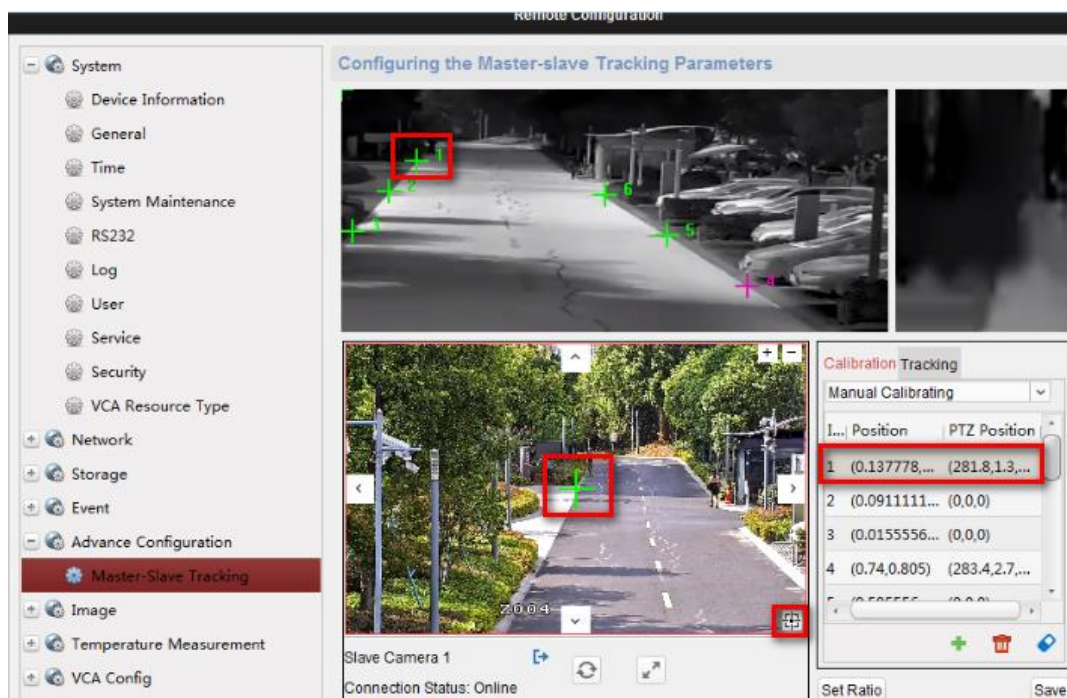 Remote Configuration
System
Device Information
General
Time
System Maintenance
RS232
Log
User
Service
Security
VCA Resource Type
Network
Storage
Event
Advance Configuration
Master-Slave Tracking
Image
Temperature Measurement
VCA Config
Configuring the Master-slave Tracking Parameters
1
2
3
6
5
4
Z004
Slave Camera 1
Connection Status: Online
Calibration Tracking
Manual Calibrating
I... Position PTZ Position
1 (0.137778,... (281.8,1.3,...
2 (0.0911111... (0,0,0)
3 (0.0155556... (0,0,0)
4 (0.74,0.805) (283.4,2.7,...
Set Ratio Save